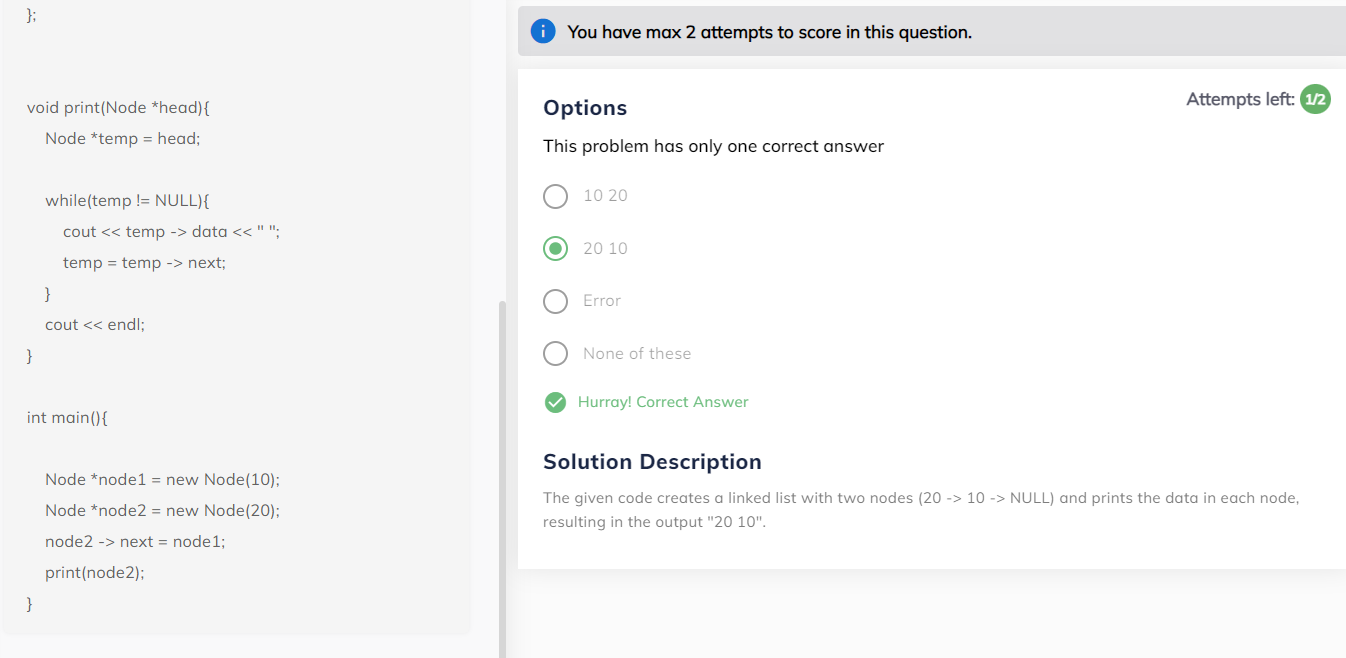 };
void print(Node *head){
Node *temp = head;
while(temp != NULL){
cout << temp -> data << " ";
temp = temp -> next;
}
cout << endl;
}
int main(){
Node *node1 = new Node(10);
Node *node2 = new Node(20);
node2 -> next = node1;
print(node2);
}
You have max 2 attempts to score in this question.
Options
Attempts left: 1/2
This problem has only one correct answer
10 20
20 10
Error
None of these
Hurray! Correct Answer
Solution Description
The given code creates a linked list with two nodes (20 -> 10 -> NULL) and prints the data in each node,
resulting in the output "20 10".